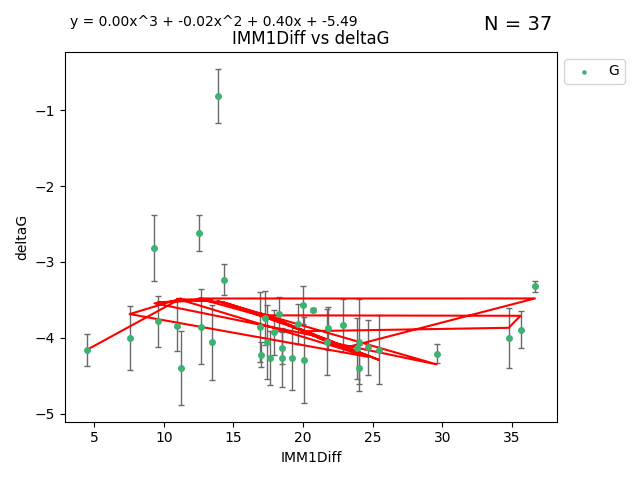 y = 0.00x^3 + -0.02x^2 + 0.40x + -5.49
N = 37
IMM1Diff vs deltaG
G
−1
−2
−3
−4
−5
deltaG
5 10 15 20 25 30 35
IMM1Diff